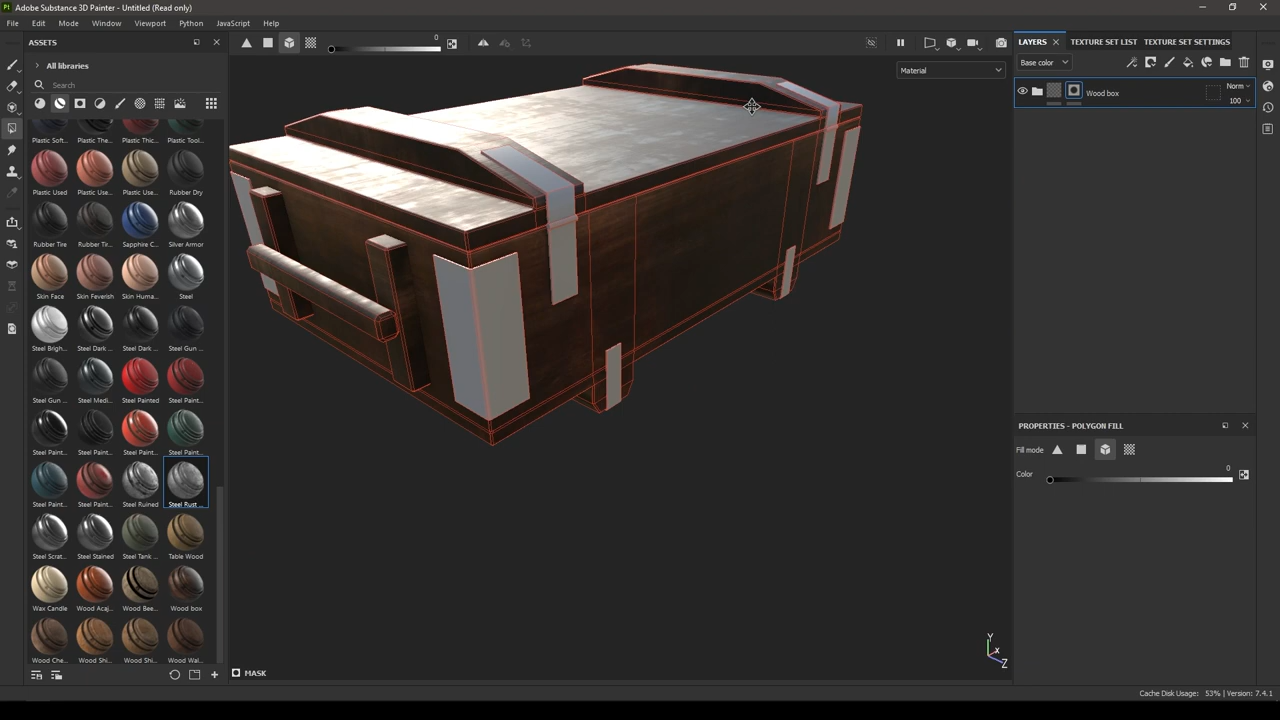 Adobe Substance 3D Painter - Untitled (Read only)
File Edit Mode Window Viewport Python JavaScript Help
ASSETS
All libraries
Search
Plastic Soft... Plastic The... Plastic Thic... Plastic Tool...
Plastic Used Plastic Use... Plastic Use... Rubber Dry
Rubber Tire Rubber Tir... Sapphire C... Silver Armor
Skin Face Skin Feverish Skin Huma... Steel
Steel Brigh... Steel Dark ... Steel Dark ... Steel Gun ...
Steel Gun ... Steel Medi... Steel Painted Steel Paint...
Steel Paint... Steel Paint... Steel Paint... Steel Paint...
Steel Paint... Steel Paint... Steel Ruined Steel Rust ...
Steel Scrat... Steel Stained Steel Tank ... Table Wood
Wax Candle Wood Acaj... Wood Bee... Wood box
Wood Che... Wood Shi... Wood Shi... Wood Wal...
0
Material
Y
X
Z
MASK
LAYERS TEXTURE SET LIST TEXTURE SET SETTINGS
Base color
Wood box
Norm
100
PROPERTIES - POLYGON FILL
Fill mode
Color
0
Cache Disk Usage: 53% | Version: 7.4.1